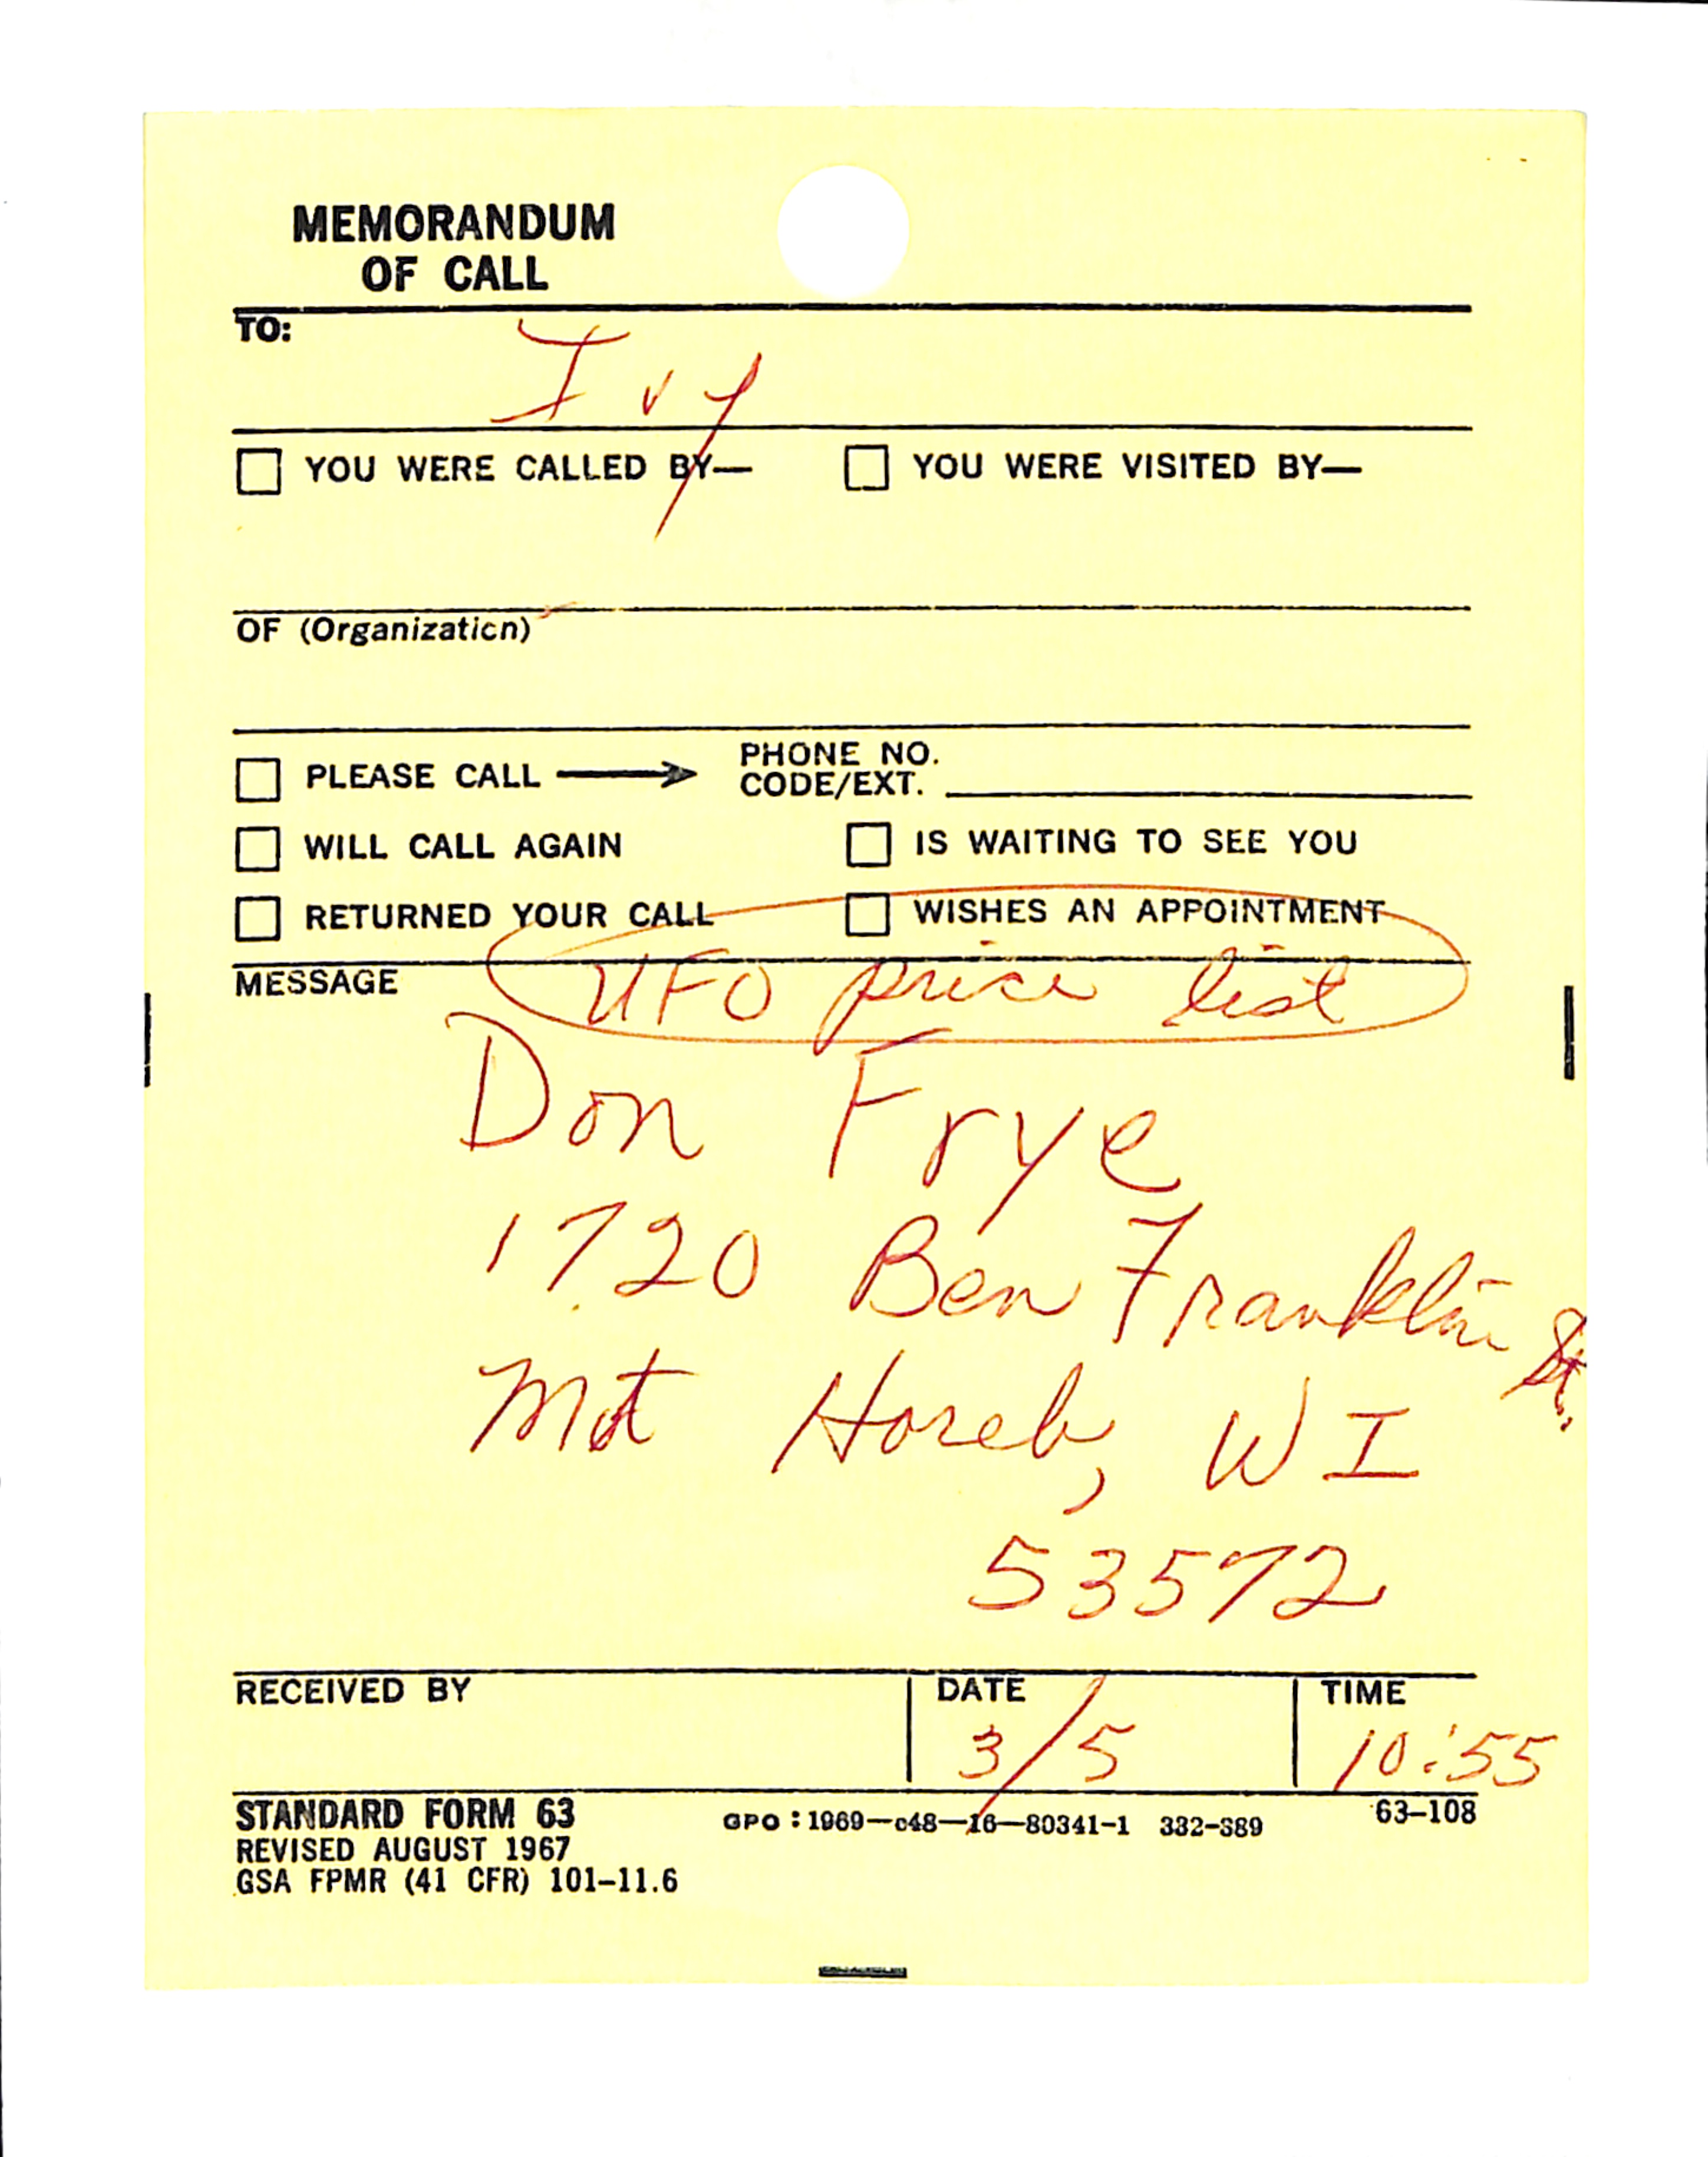 MEMORANDUM
OF CALL
TO:
Ivy
☐ YOU WERE CALLED BY— ☐ YOU WERE VISITED BY—
OF (Organization)
☐ PLEASE CALL → PHONE NO. CODE/EXT.
☐ WILL CALL AGAIN ☐ IS WAITING TO SEE YOU
☐ RETURNED YOUR CALL ☐ WISHES AN APPOINTMENT
MESSAGE
UFO price list
Don Frye
1720 Ben Franklin St.
Mt Horeb, WI
53572
RECEIVED BY DATE TIME
3/5 10:55
STANDARD FORM 63 GPO : 1969—c48—16—80341-1 332-389 63-108
REVISED AUGUST 1967
GSA FPMR (41 CFR) 101-11.6